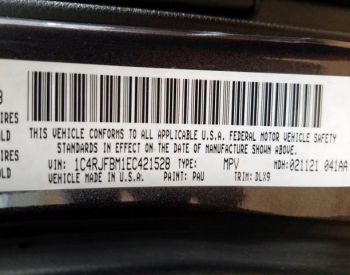 THIS VEHICLE CONFORMS TO ALL APPLICABLE U.S.A. FEDERAL MOTOR VEHICLE SAFETY
STANDARDS IN EFFECT ON THE DATE OF MANUFACTURE SHOWN ABOVE.
VIN: 1C4RJFBM1EC421528 TYPE: MPV MDH:021121 041AA
VEHICLE MADE IN U.S.A. PAINT: PAU TRIM: DLX9